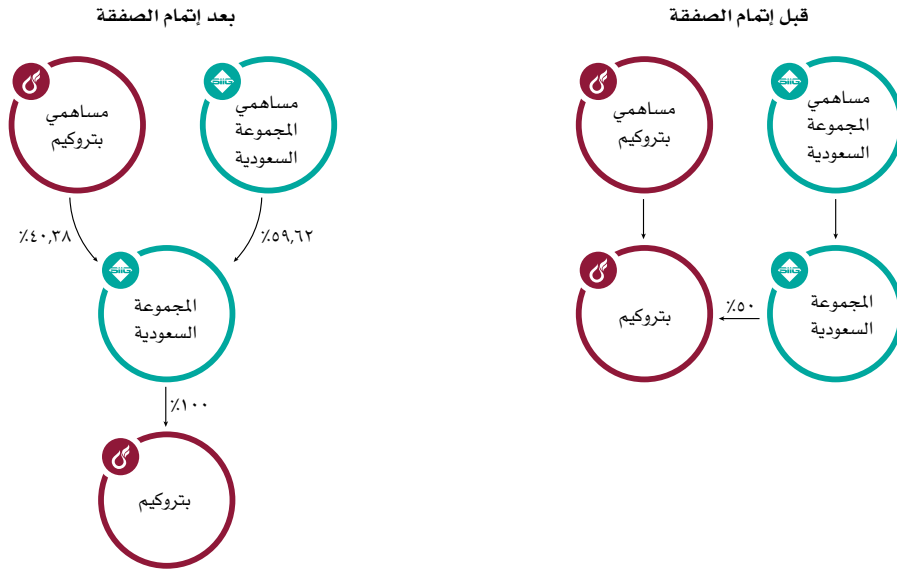 قبل إتمام الصفقة
مساهمي
المجموعة
السعودية
مساهمي
بتروكيم
المجموعة
السعودية
٪٥٠
بتروكيم
بعد إتمام الصفقة
مساهمي
المجموعة
السعودية
مساهمي
بتروكيم
٪٥٩,٦٢
٪٤٠,٣٨
المجموعة
السعودية
٪١٠٠
بتروكيم